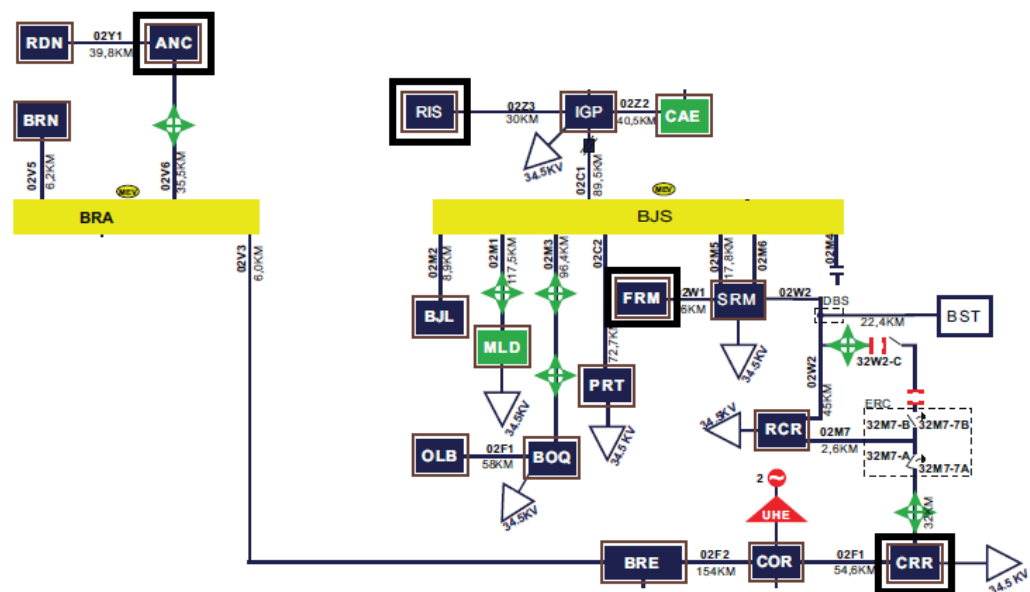 RDN
02Y1
39,8KM
ANC
BRN
02V5
6,2KM
02V6
35,5KM
MEV
BRA
02V3
6,0KM
RIS
02Z3
30KM
IGP
02Z2
40,5KM
CAE
34.5KV
02C1
89,5KM
MEV
BJS
02M2
8,9KM
02M1
117,5KM
02M3
96,4KM
02C2
72,7K
02M5
17,8KM
02M6
02M4
BJL
MLD
34.5KV
FRM
2W1
6KM
SRM
02W2
34.5KV
DBS
22,4KM
BST
32W2-C
02W2
45KM
PRT
34.5 KV
OLB
02F1
58KM
BOQ
34.5KV
34.5KV
RCR
02M7
2,6KM
ERC
32M7-B
32M7-7B
32M7-A
32M7-7A
32KM
2
UHE
BRE
02F2
154KM
COR
02F1
54,6KM
CRR
34.5 KV